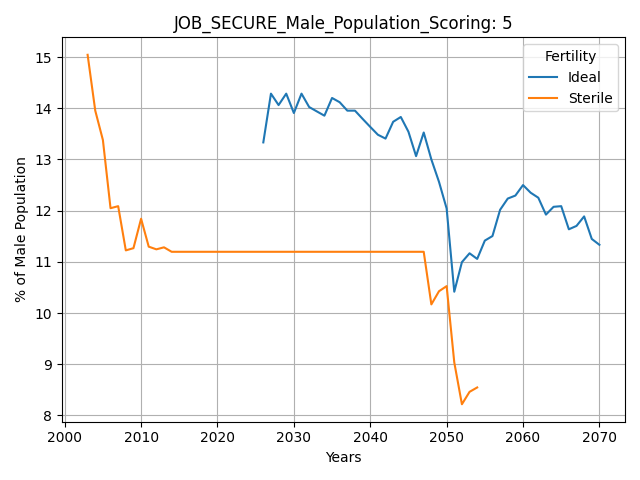 JOB_SECURE_Male_Population_Scoring: 5
Fertility
Ideal
Sterile
% of Male Population
15
14
13
12
11
10
9
8
2000 2010 2020 2030 2040 2050 2060 2070
Years